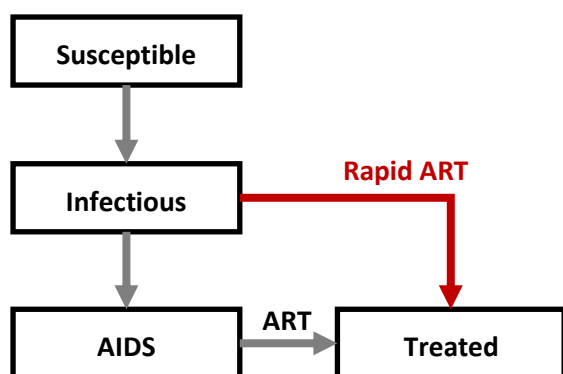 Susceptible
Rapid ART
Infectious
ART
AIDS
Treated